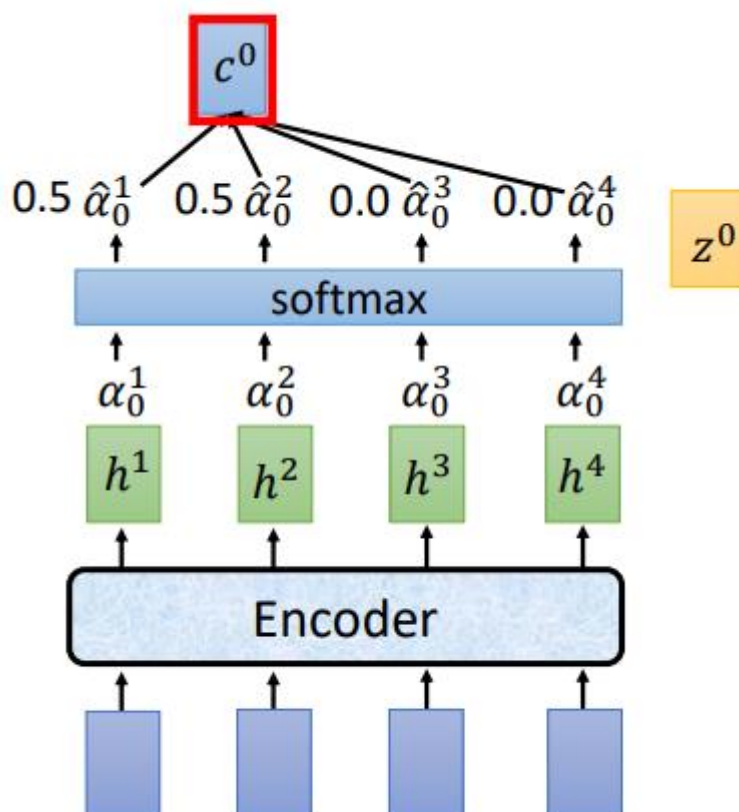 c⁰
0.5 α̂₀¹ 0.5 α̂₀² 0.0 α̂₀³ 0.0 α̂₀⁴
z⁰
softmax
α₀¹ α₀² α₀³ α₀⁴
h¹ h² h³ h⁴
Encoder